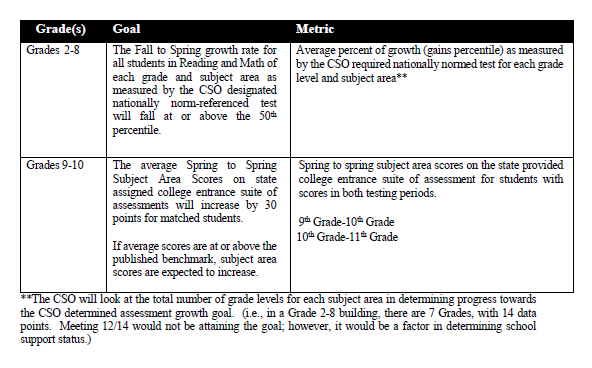 Grade(s) Goal Metric
Grades 2-8
The Fall to Spring growth rate for
all students in Reading and Math of
each grade and subject area as
measured by the CSO designated
nationally norm-referenced test
will fall at or above the 50th
percentile.
Average percent of growth (gains percentile) as measured
by the CSO required nationally normed test for each grade
level and subject area**
Grades 9-10
The average Spring to Spring
Subject Area Scores on state
assigned college entrance suite of
assessments will increase by 30
points for matched students.
If average scores are at or above the
published benchmark, subject area
scores are expected to increase.
Spring to spring subject area scores on the state provided
college entrance suite of assessment for students with
scores in both testing periods.
9th Grade-10th Grade
10th Grade-11th Grade
**The CSO will look at the total number of grade levels for each subject area in determining progress towards
the CSO determined assessment growth goal. (i.e., in a Grade 2-8 building, there are 7 Grades, with 14 data
points. Meeting 12/14 would not be attaining the goal; however, it would be a factor in determining school
support status.)